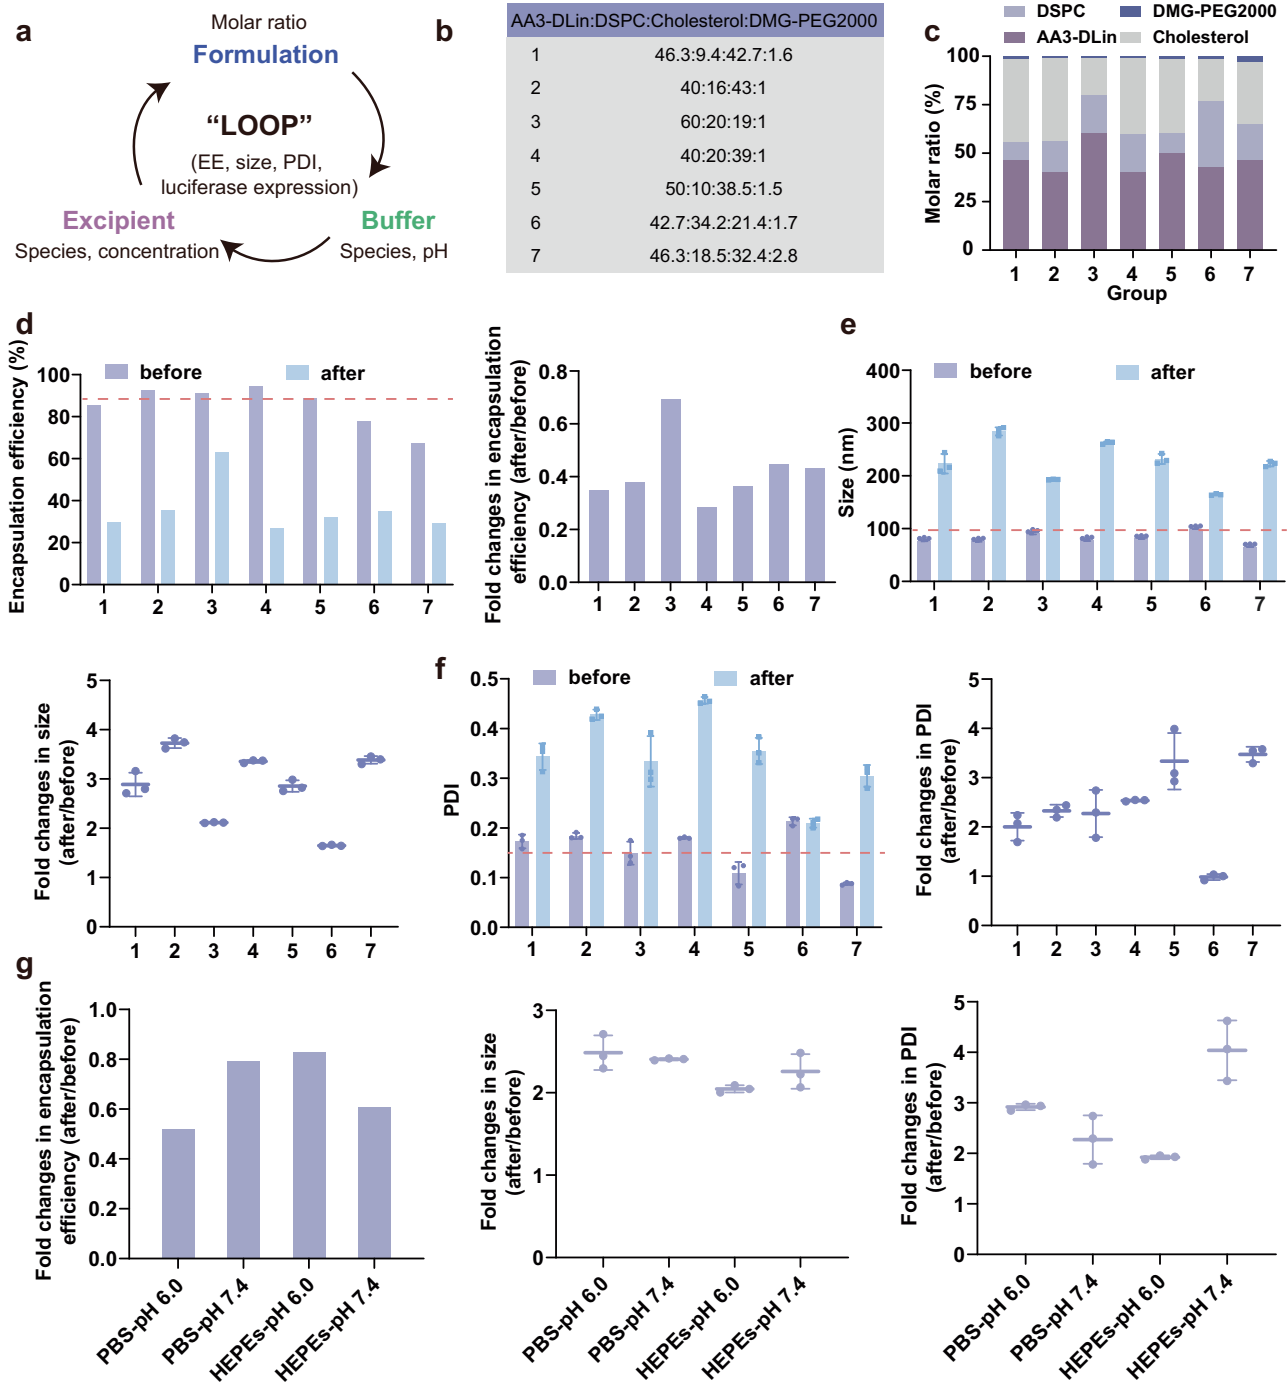 a
Molar ratio
Formulation
“LOOP”
(EE, size, PDI,
luciferase expression)
Excipient
Species, concentration
Buffer
Species, pH
b
AA3-DLin:DSPC:Cholesterol:DMG-PEG2000
1 46.3:9.4:42.7:1.6
2 40:16:43:1
3 60:20:19:1
4 40:20:39:1
5 50:10:38.5:1.5
6 42.7:34.2:21.4:1.7
7 46.3:18.5:32.4:2.8
c
DSPC DMG-PEG2000
AA3-DLin Cholesterol
Molar ratio (%)
100
75
50
25
0
1 2 3 4 5 6 7
Group
d
before after
Encapsulation efficiency (%)
100
80
60
40
20
0
1 2 3 4 5 6 7
Fold changes in encapsulation
efficiency (after/before)
0.8
0.6
0.4
0.2
0.0
1 2 3 4 5 6 7
e
before after
Size (nm)
400
300
200
100
0
1 2 3 4 5 6 7
Fold changes in size
(after/before)
5
4
3
2
1
0
1 2 3 4 5 6 7
f
before after
PDI
0.5
0.4
0.3
0.2
0.1
0.0
1 2 3 4 5 6 7
Fold changes in PDI
(after/before)
5
4
3
2
1
0
1 2 3 4 5 6 7
g
Fold changes in encapsulation
efficiency (after/before)
1.0
0.8
0.6
0.4
0.2
0.0
PBS-pH 6.0
PBS-pH 7.4
HEPEs-pH 6.0
HEPEs-pH 7.4
Fold changes in size
(after/before)
3
2
1
0
PBS-pH 6.0
PBS-pH 7.4
HEPEs-pH 6.0
HEPEs-pH 7.4
Fold changes in PDI
(after/before)
5
4
3
2
1
0
PBS-pH 6.0
PBS-pH 7.4
HEPEs-pH 6.0
HEPEs-pH 7.4